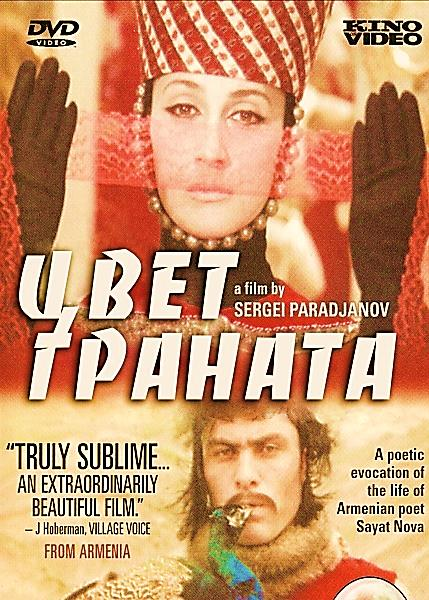 DVD
VIDEO
KINO
VIDEO
ЦВЕТ
a film by
SERGEI PARADJANOV
ГРАНАТА
“TRULY SUBLIME...
AN EXTRAORDINARILY
BEAUTIFUL FILM.”
– J Hoberman, VILLAGE VOICE
FROM ARMENIA
A poetic
evocation of
the life of
Armenian poet
Sayat Nova